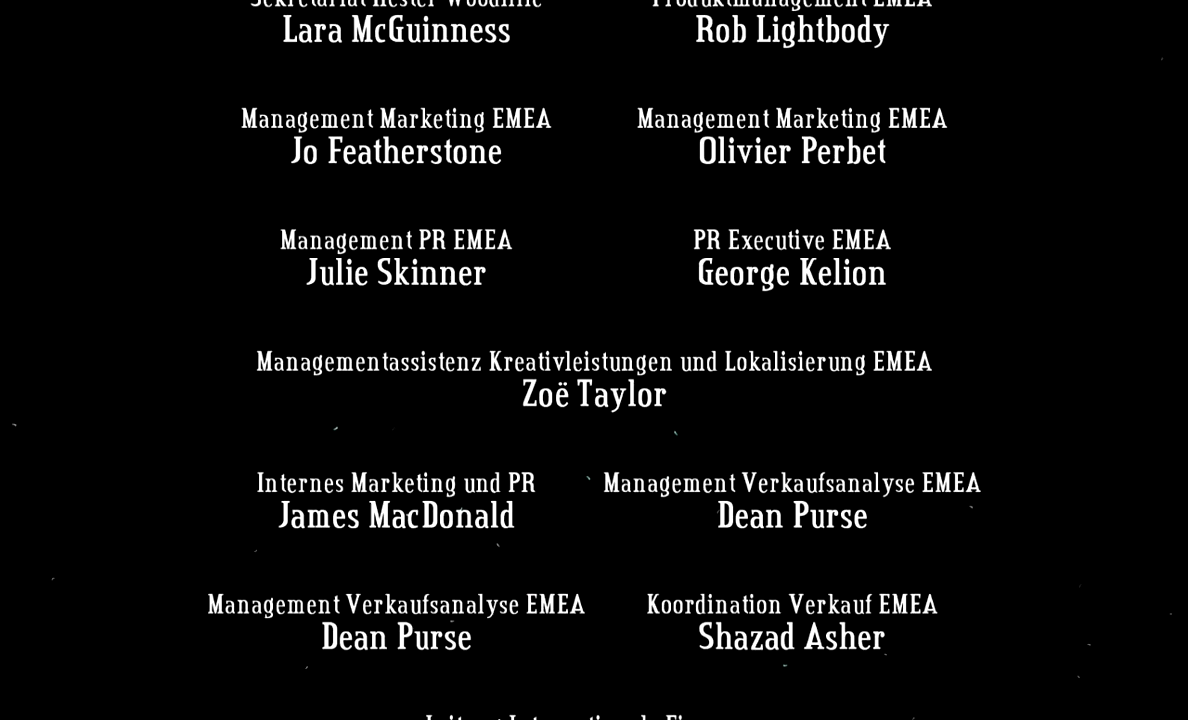 Lara McGuinness
Rob Lightbody
Management Marketing EMEA
Jo Featherstone
Management Marketing EMEA
Olivier Perbet
Management PR EMEA
Julie Skinner
PR Executive EMEA
George Kelion
Managementassistenz Kreativleistungen und Lokalisierung EMEA
Zoë Taylor
Internes Marketing und PR
James MacDonald
Management Verkaufsanalyse EMEA
Dean Purse
Management Verkaufsanalyse EMEA
Dean Purse
Koordination Verkauf EMEA
Shazad Asher